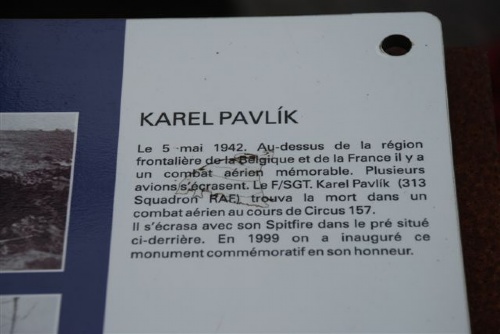 KAREL PAVLÍK
Le 5 mai 1942. Au-dessus de la région
frontalière de la Belgique et de la France il y a
un combat aérien mémorable. Plusieurs
avions s'écrasent. Le F/SGT. Karel Pavlík (313
Squadron RAF) trouva la mort dans un
combat aérien au cours de Circus 157.
Il s'écrasa avec son Spitfire dans le pré situé
ci-derrière. En 1999 on a inauguré ce
monument commémoratif en son honneur.